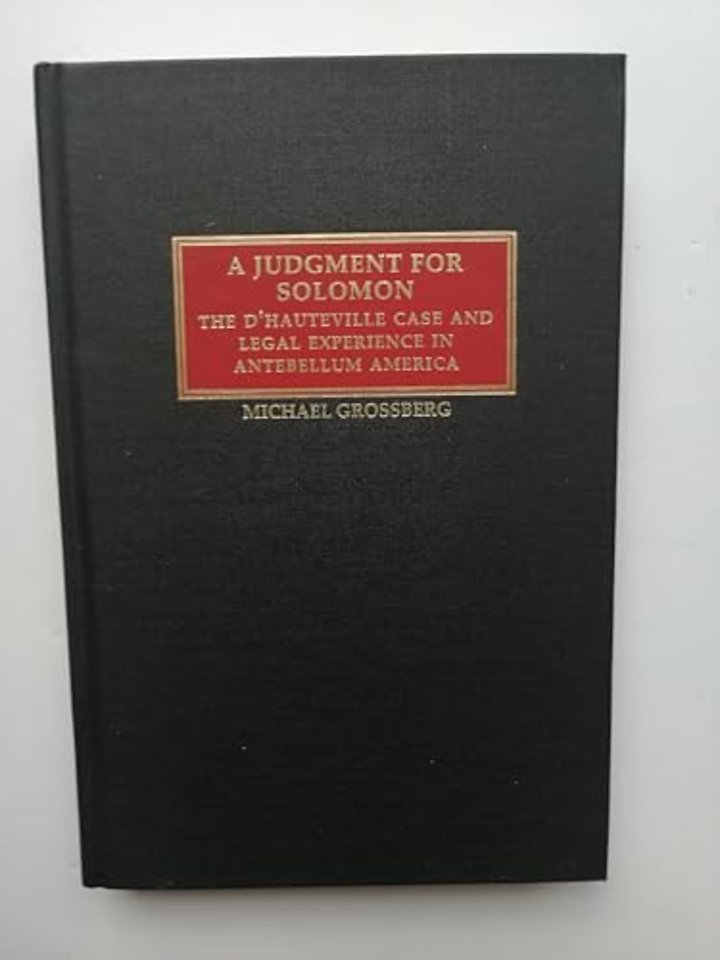 A JUDGMENT FOR
SOLOMON
THE D'HAUTEVILLE CASE AND
LEGAL EXPERIENCE IN
ANTEBELLUM AMERICA
MICHAEL GROSSBERG